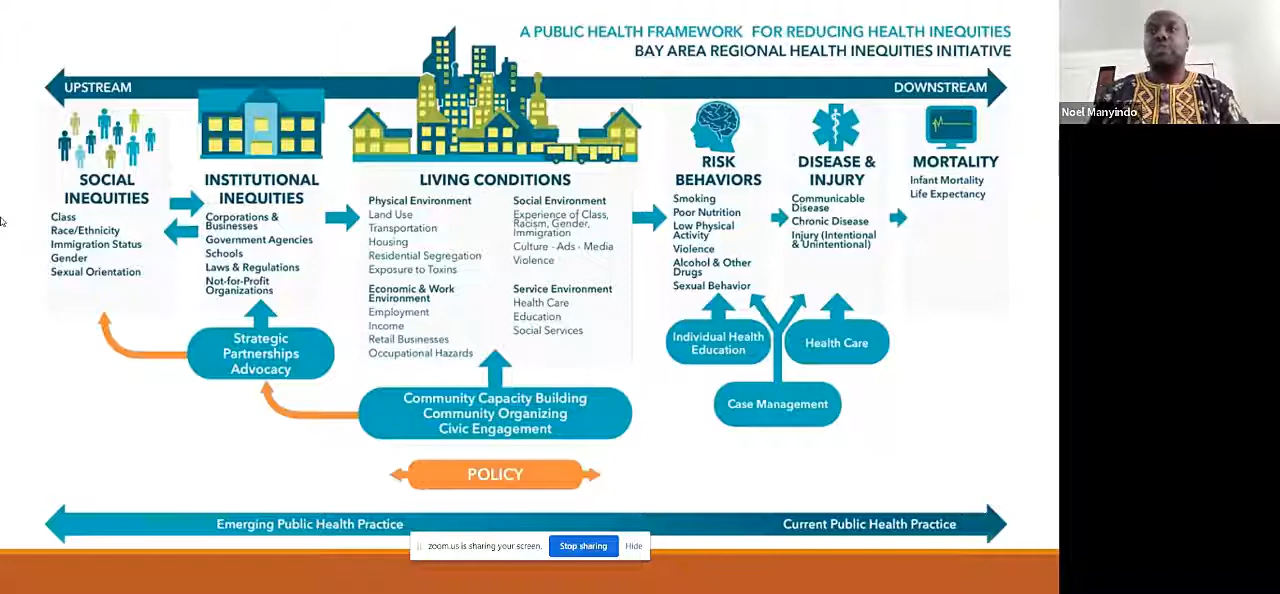 A PUBLIC HEALTH FRAMEWORK FOR REDUCING HEALTH INEQUITIES
BAY AREA REGIONAL HEALTH INEQUITIES INITIATIVE
UPSTREAM
DOWNSTREAM
SOCIAL
INEQUITIES
Class
Race/Ethnicity
Immigration Status
Gender
Sexual Orientation
INSTITUTIONAL
INEQUITIES
Corporations &
Businesses
Government Agencies
Schools
Laws & Regulations
Not-for-Profit
Organizations
LIVING CONDITIONS
Physical Environment
Land Use
Transportation
Housing
Residential Segregation
Exposure to Toxins
Economic & Work
Environment
Employment
Income
Retail Businesses
Occupational Hazards
Social Environment
Experience of Class,
Racism, Gender,
Immigration
Culture - Ads - Media
Violence
Service Environment
Health Care
Education
Social Services
RISK
BEHAVIORS
Smoking
Poor Nutrition
Low Physical
Activity
Violence
Alcohol & Other
Drugs
Sexual Behavior
DISEASE &
INJURY
Communicable
Disease
Chronic Disease
Injury (Intentional
& Unintentional)
MORTALITY
Infant Mortality
Life Expectancy
Strategic
Partnerships
Advocacy
Community Capacity Building
Community Organizing
Civic Engagement
Individual Health
Education
Health Care
Case Management
POLICY
Emerging Public Health Practice
Current Public Health Practice
zoom.us is sharing your screen.
Stop sharing
Hide
Noel Manyindo